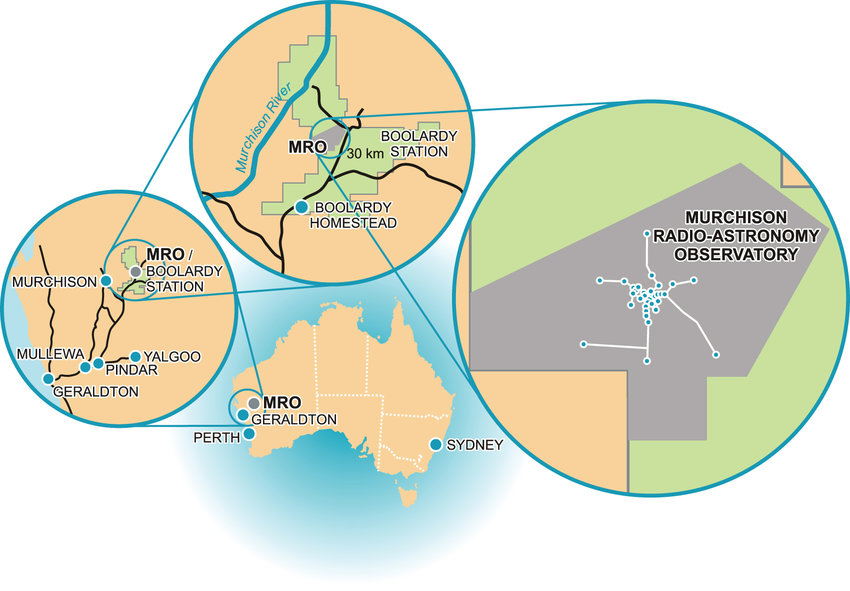 Murchison River
MRO
30 km
BOOLARDY
STATION
BOOLARDY
HOMESTEAD
MURCHISON
RADIO-ASTRONOMY
OBSERVATORY
MRO /
BOOLARDY
STATION
MURCHISON
MULLEWA
YALGOO
PINDAR
GERALDTON
MRO
GERALDTON
PERTH
SYDNEY